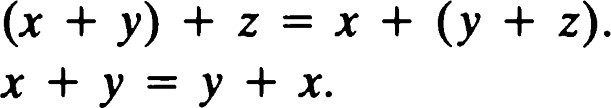 (x + y) + z = x + (y + z).
x + y = y + x.